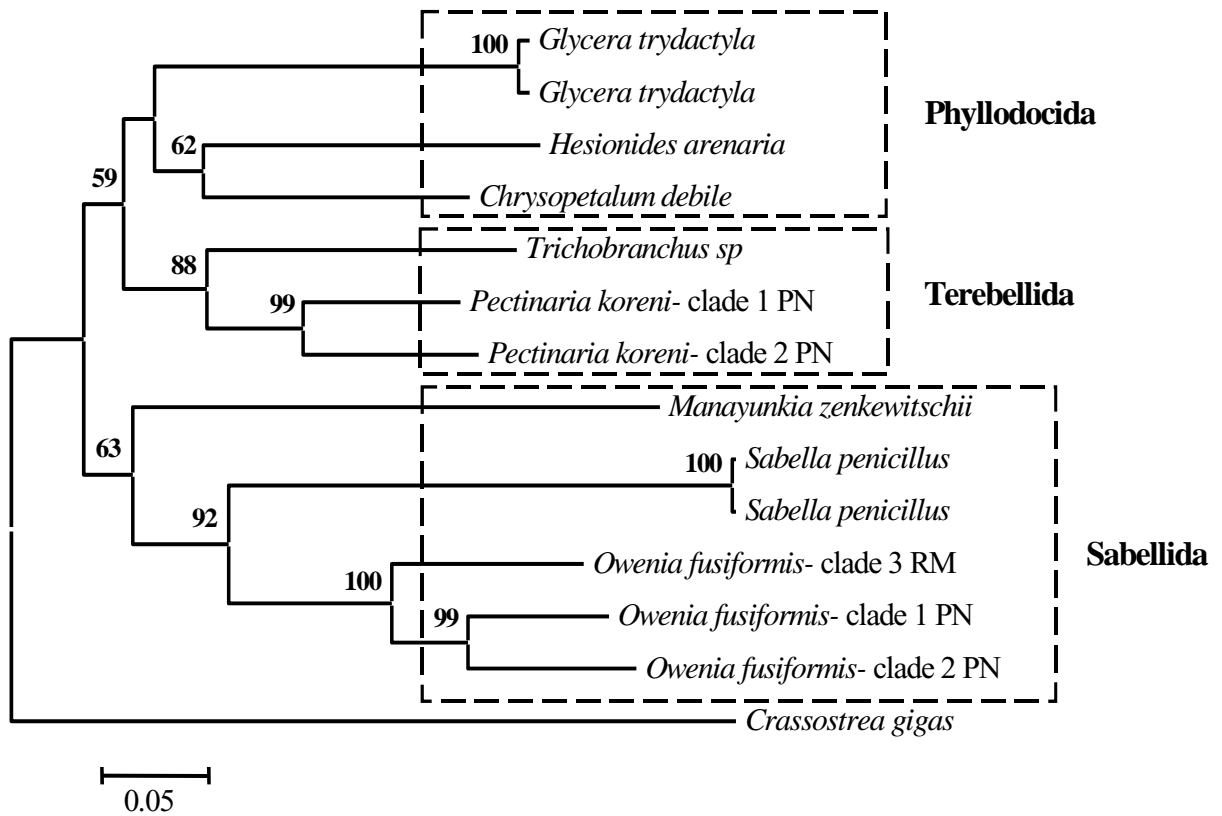 100
Glycera trydactyla
Glycera trydactyla
Phyllodocida
62
Hesionides arenaria
59
Chrysopetalum debile
88
Trichobranchus sp
99
Pectinaria koreni- clade 1 PN
Terebellida
Pectinaria koreni- clade 2 PN
Manayunkia zenkewitschii
63
100
Sabella penicillus
92
Sabella penicillus
Owenia fusiformis- clade 3 RM
Sabellida
100
99
Owenia fusiformis- clade 1 PN
Owenia fusiformis- clade 2 PN
Crassostrea gigas
0.05